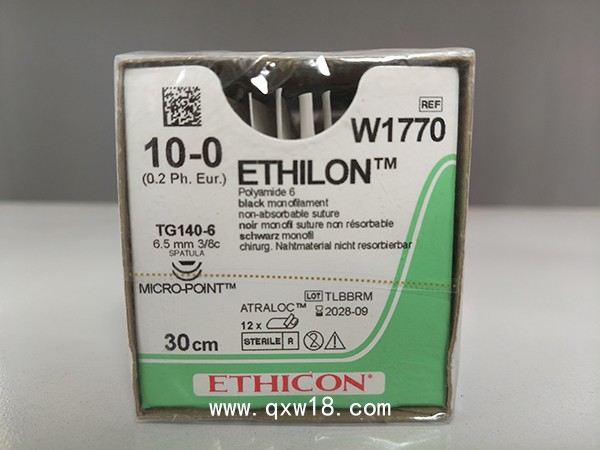 REF
W1770
10-0
(0.2 Ph. Eur.)
ETHILON™
Polyamide 6
black monofilament
non-absorbable suture
noir monofil suture non résorbable
schwarz monofil
chirurg. Nahtmaterial nicht resorbierbar
TG140-6
6.5 mm 3/8c
SPATULA
MICRO-POINT™
30cm
ATRALOC™
12 x
LOT TLBBRM
2028-09
STERILE R
2
ETHICON®
www.qxw18.com